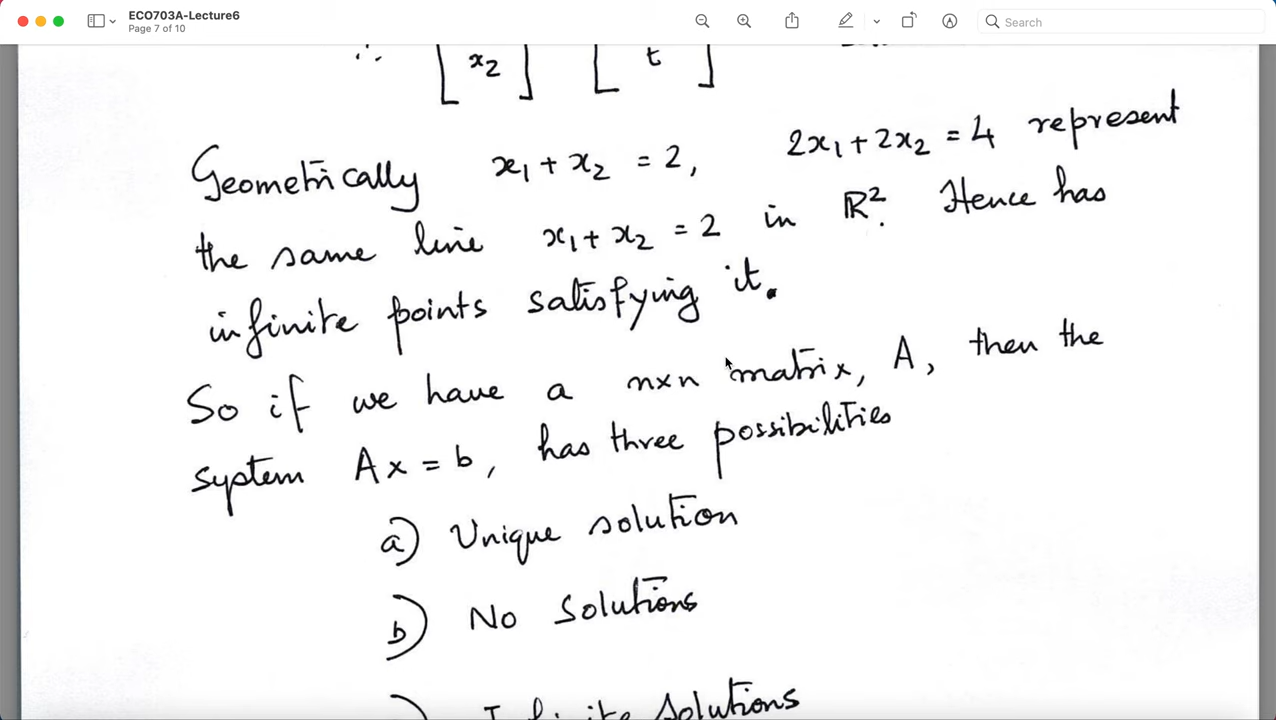 ECO703A-Lecture6
Page 7 of 10
Search
∴ [x₂] [t]
Geometrically x₁ + x₂ = 2, 2x₁ + 2x₂ = 4 represent
the same line x₁ + x₂ = 2 in ℝ². Hence has
infinite points satisfying it.
So if we have a n×n matrix, A, then the
system Ax = b, has three possibilities
a) Unique solution
b) No Solutions
Infinite solutions